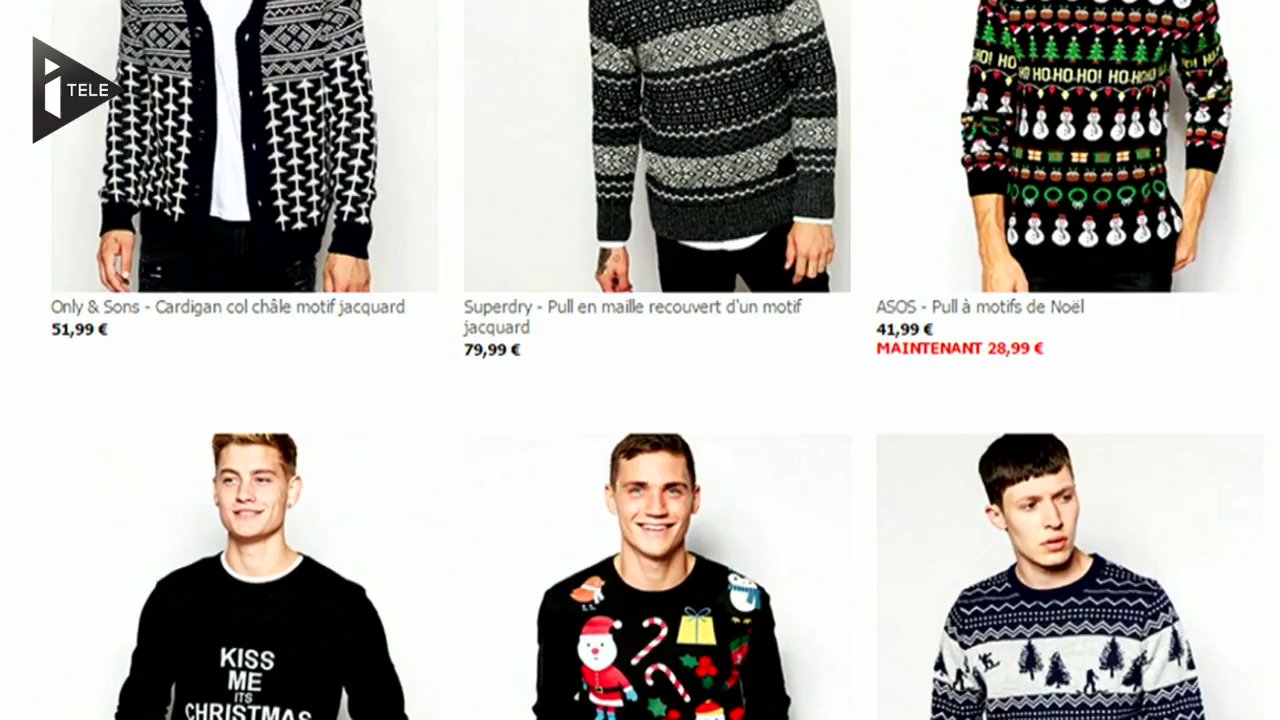 i
TELE
HO! HO-HO-HO! HO-HOHO! HO
Only & Sons - Cardigan col châle motif jacquard
51,99 €
Superdry - Pull en maille recouvert d'un motif
jacquard
79,99 €
ASOS - Pull à motifs de Noël
41,99 €
MAINTENANT 28,99 €
KISS
ME
ITS
CHRISTMAS